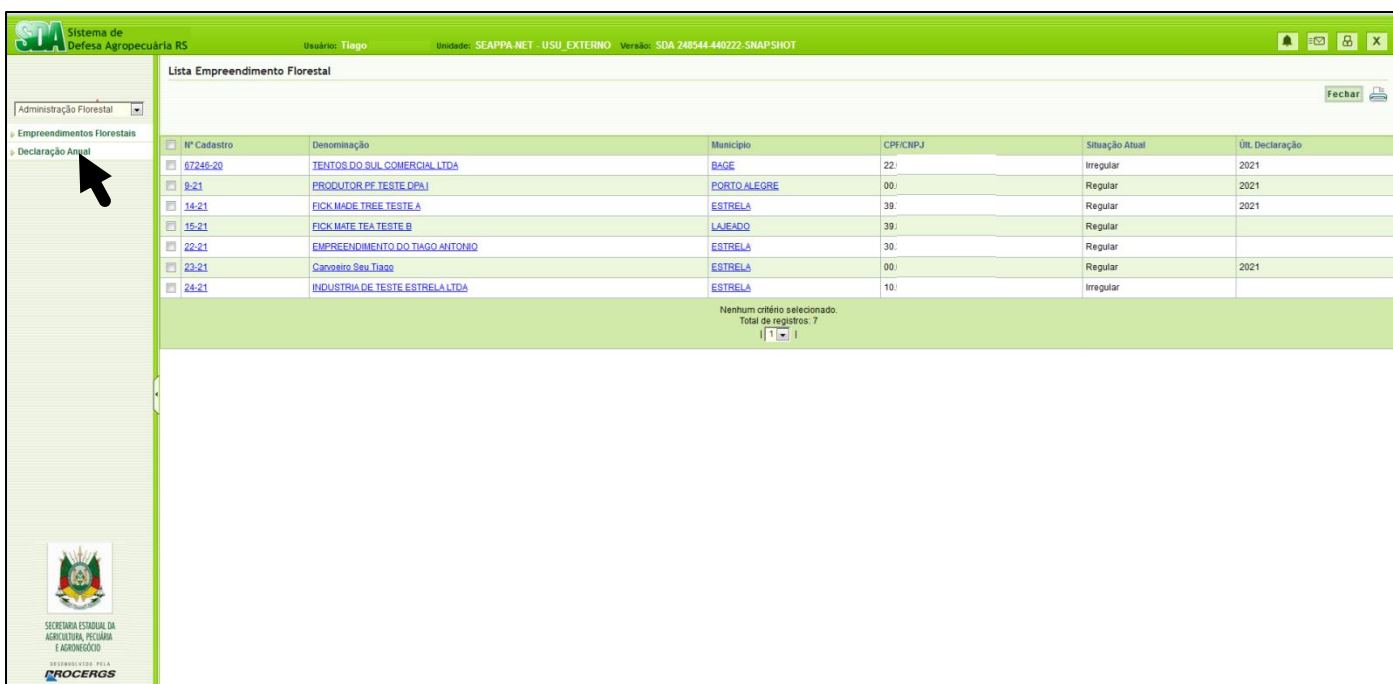 SDA Sistema de
Defesa Agropecuária RS
Usuário: Tiago Unidade: SEAPPA-NET - USU_EXTERNO Versão: SDA 248544-440222-SNAPSHOT
X
Lista Empreendimento Florestal
Fechar
Administração Florestal
Empreendimentos Florestais
Declaração Anual
Nº Cadastro Denominação Município CPF/CNPJ Situação Atual Últ. Declaração
67246-20 TENTOS DO SUL COMERCIAL LTDA BAGE 22. Irregular 2021
9-21 PRODUTOR PF TESTE DPA I PORTO ALEGRE 00. Regular 2021
14-21 FICK MADE TREE TESTE A ESTRELA 39. Regular 2021
15-21 FICK MATE TEA TESTE B LAJEADO 39. Regular
22-21 EMPREENDIMENTO DO TIAGO ANTONIO ESTRELA 30. Regular
23-21 Carvoeiro Seu Tiago ESTRELA 00. Regular 2021
24-21 INDUSTRIA DE TESTE ESTRELA LTDA ESTRELA 10. Irregular
Nenhum critério selecionado.
Total de registros: 7
| 1 |
SECRETARIA ESTADUAL DA
AGRICULTURA, PECUÁRIA
E AGRONEGÓCIO
DESENVOLVIDO PELA
PROCERGS